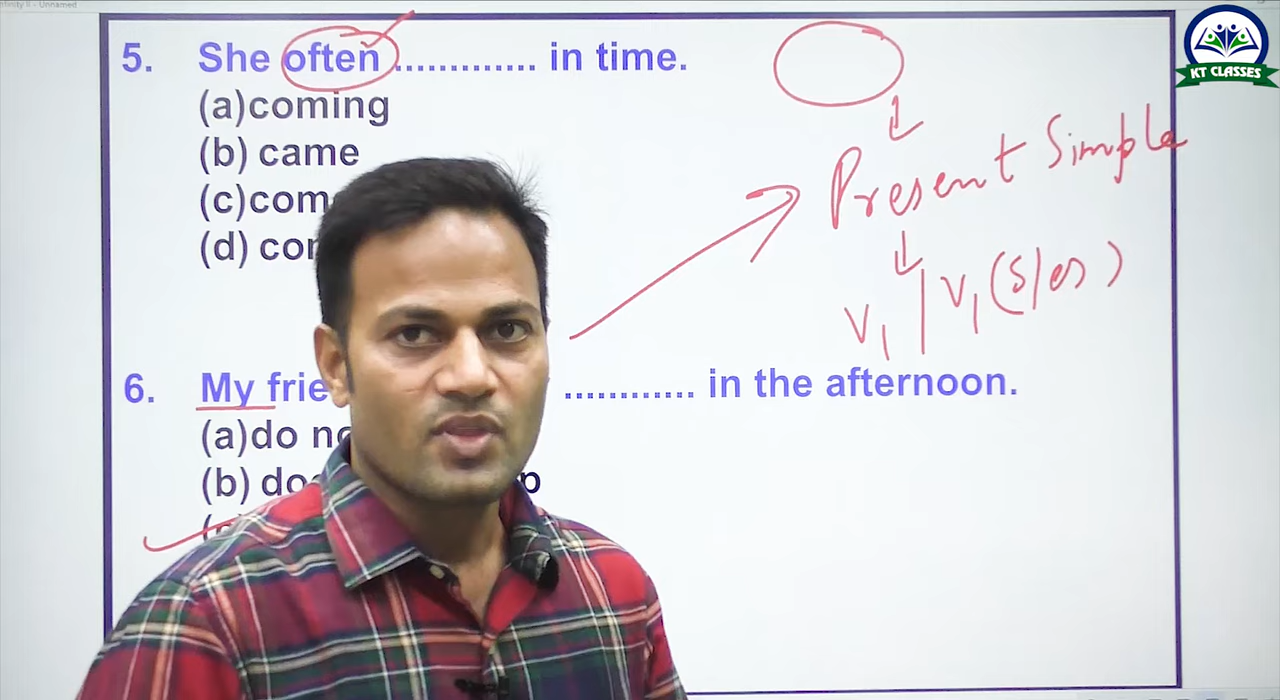 5. She often ............. in time.
(a)coming
(b) came
(c)com
(d) con
Present Simple
V1 / V1 (s/es)
6. My frie ............ in the afternoon.
(a)do no
(b) doe p
KT CLASSES